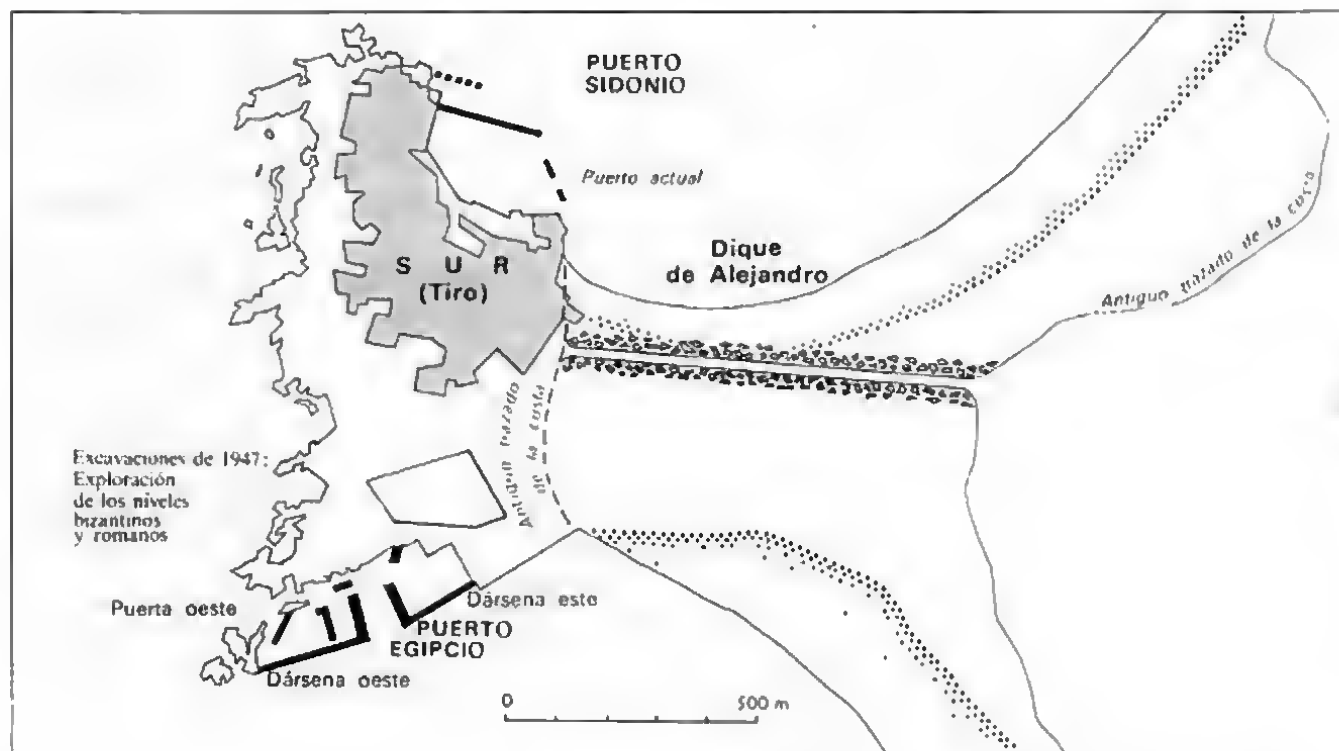 PUERTO
SIDONIO
Puerto actual
Dique
de Alejandro
S U R
(Tiro)
Antiguo trazado de la costa
Antiguo trazado
de la costa
Excavaciones de 1947:
Exploración
de los niveles
bizantinos
y romanos
Puerta oeste
Dársena este
PUERTO
EGIPCIO
Dársena oeste
0 500 m